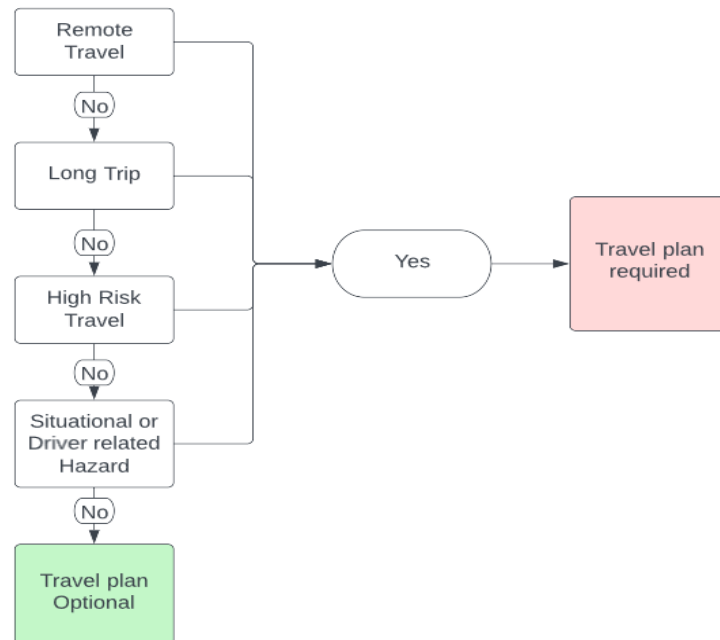 Remote
Travel
No
Long Trip
No
High Risk
Travel
No
Situational or
Driver related
Hazard
No
Travel plan
Optional
Yes
Travel plan
required